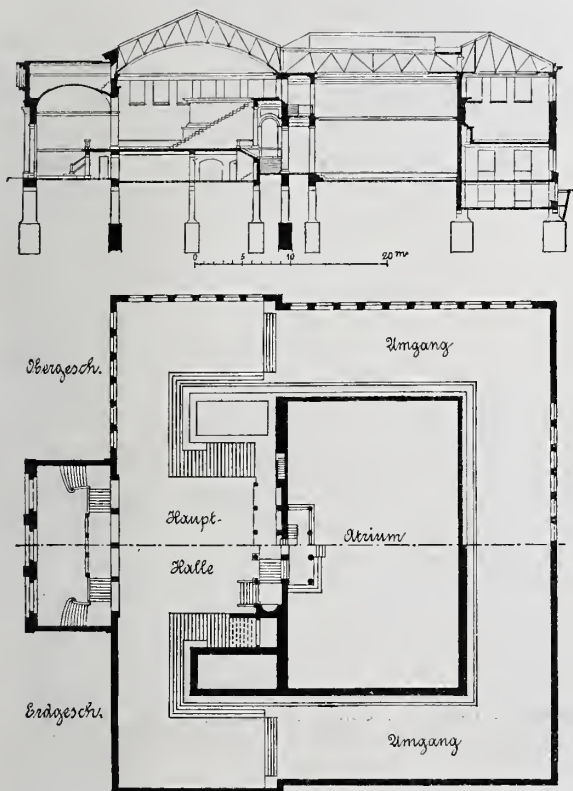 0 5 10 20 m
Obergesch. Umgang
Haupt-
Atrium
Halle
Erdgesch.
Umgang